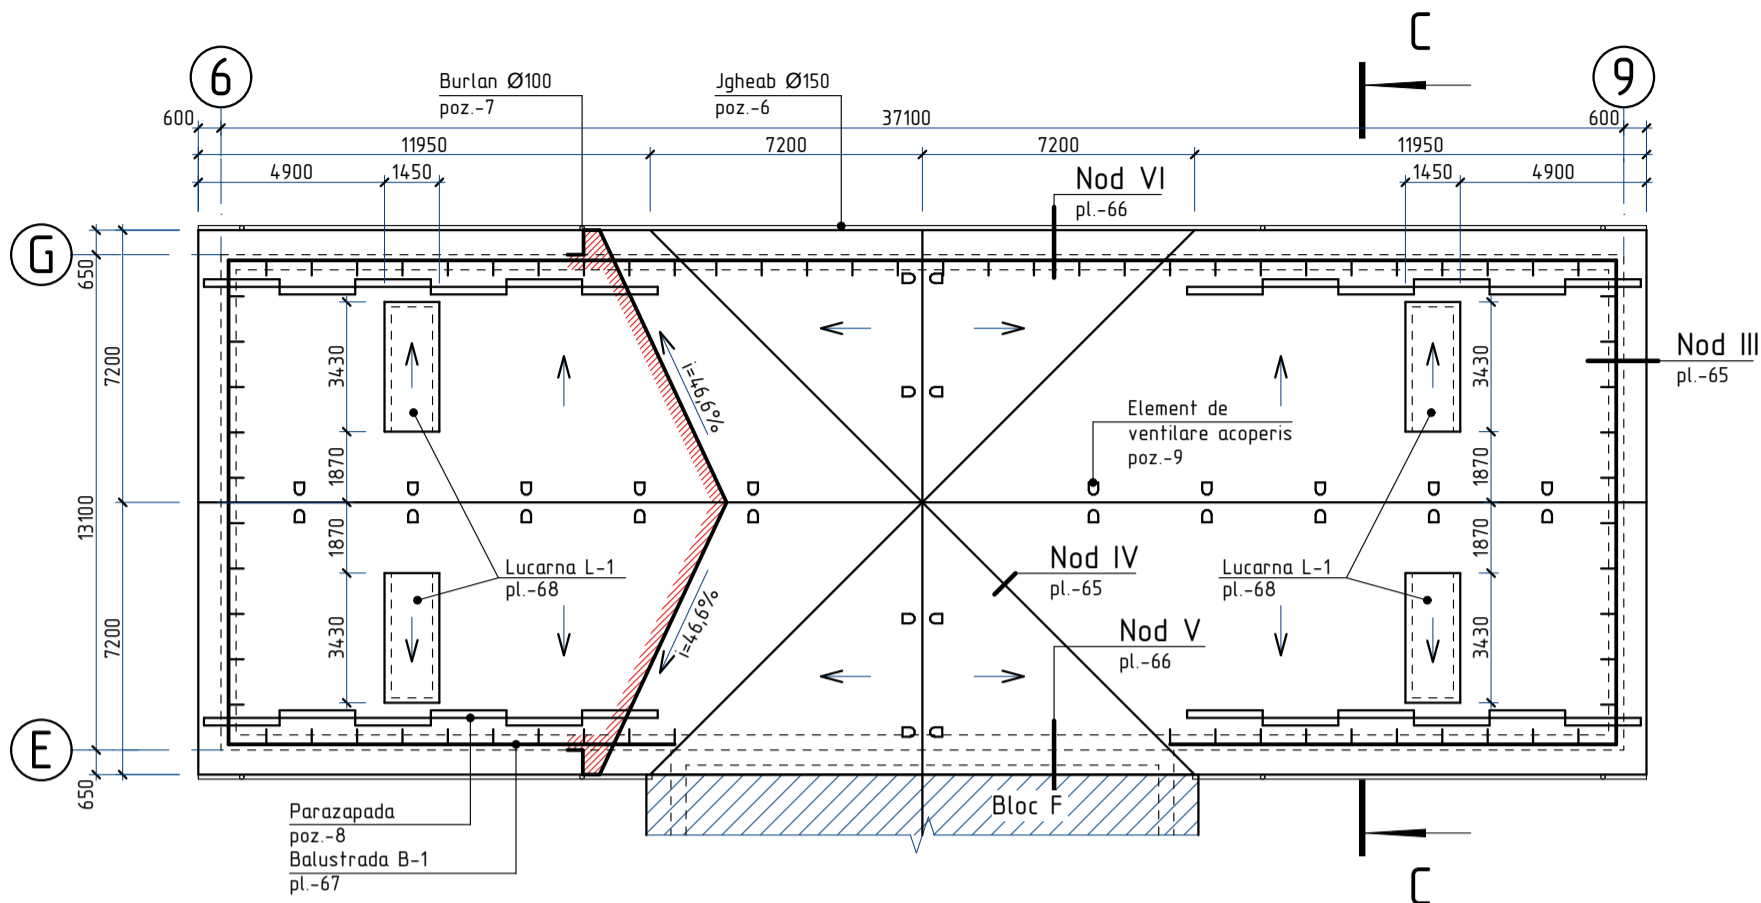 C
6
9
Burlan Ø100
poz.-7
Jgheab Ø150
poz.-6
600
37100
600
11950
7200
7200
11950
4900
1450
1450
4900
Nod VI
pl.-66
G
650
7200
13100
7200
650
E
3430
1870
1870
3430
i=46,6%
i=46,6%
Element de
ventilare acoperis
poz.-9
3430
1870
1870
3430
Nod III
pl.-65
Lucarna L-1
pl.-68
Nod IV
pl.-65
Lucarna L-1
pl.-68
Nod V
pl.-66
Bloc F
Parazapada
poz.-8
Balustrada B-1
pl.-67
C